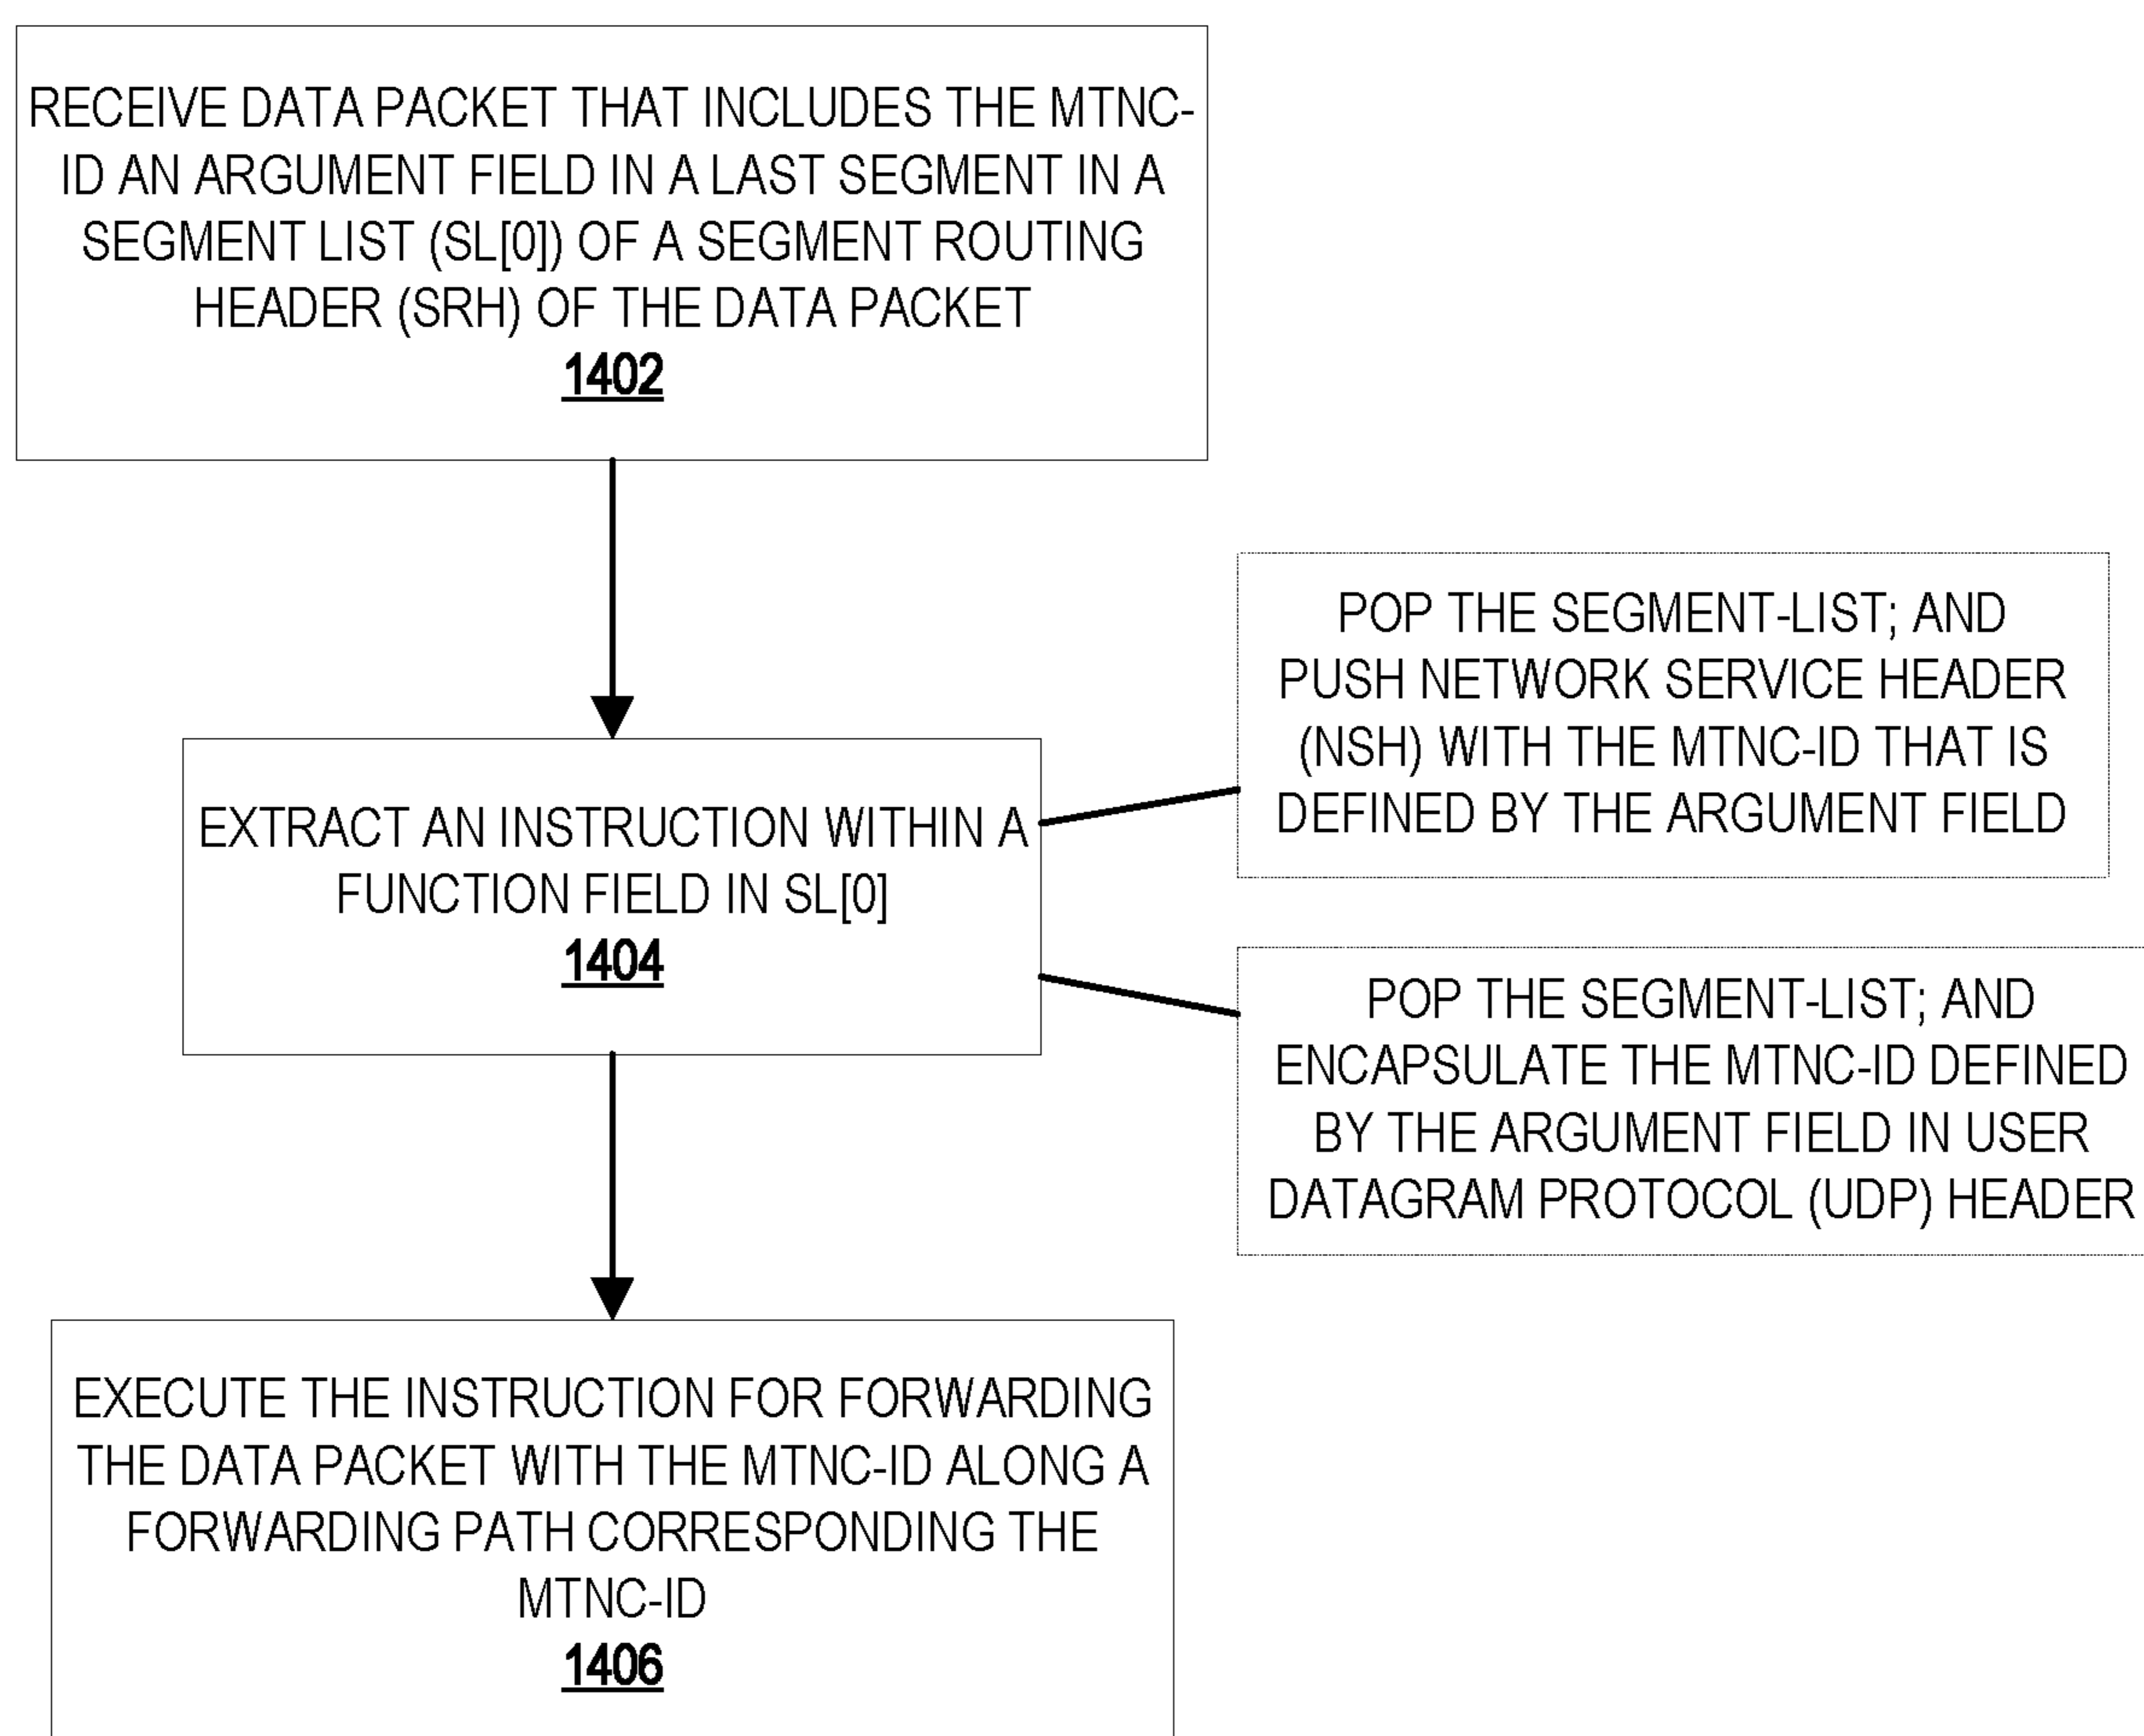 RECEIVE DATA PACKET THAT INCLUDES THE MTNC-
ID AN ARGUMENT FIELD IN A LAST SEGMENT IN A
SEGMENT LIST (SL[0]) OF A SEGMENT ROUTING
HEADER (SRH) OF THE DATA PACKET
1402
EXTRACT AN INSTRUCTION WITHIN A
FUNCTION FIELD IN SL[0]
1404
POP THE SEGMENT-LIST; AND
PUSH NETWORK SERVICE HEADER
(NSH) WITH THE MTNC-ID THAT IS
DEFINED BY THE ARGUMENT FIELD
POP THE SEGMENT-LIST; AND
ENCAPSULATE THE MTNC-ID DEFINED
BY THE ARGUMENT FIELD IN USER
DATAGRAM PROTOCOL (UDP) HEADER
EXECUTE THE INSTRUCTION FOR FORWARDING
THE DATA PACKET WITH THE MTNC-ID ALONG A
FORWARDING PATH CORRESPONDING THE
MTNC-ID
1406